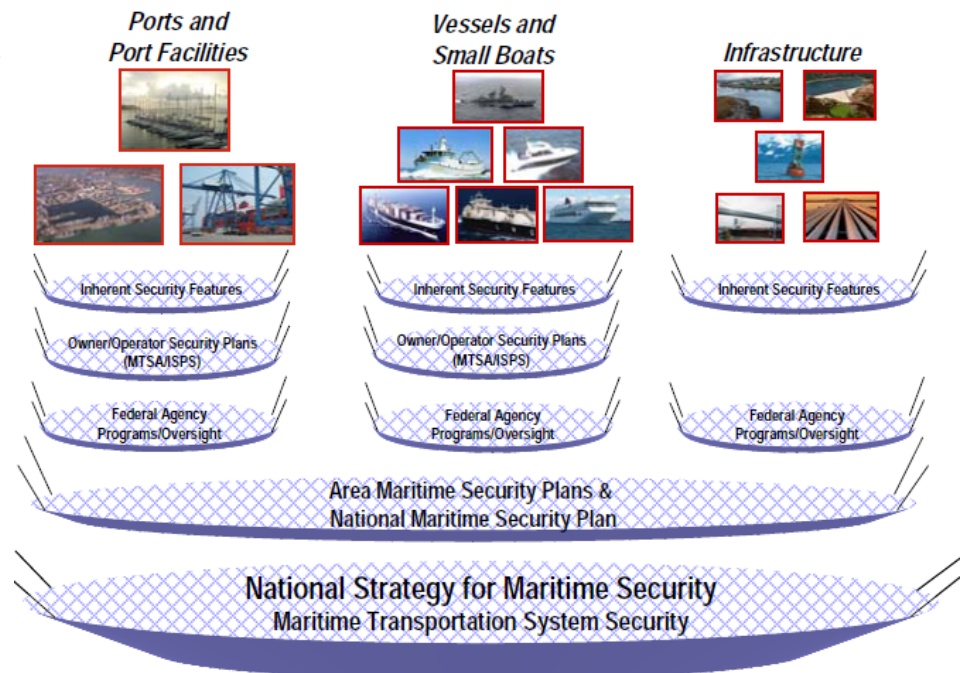 Ports and
Port Facilities
Vessels and
Small Boats
Infrastructure
Inherent Security Features
Inherent Security Features
Inherent Security Features
Owner/Operator Security Plans
(MTSA/ISPS)
Owner/Operator Security Plans
(MTSA/ISPS)
Federal Agency
Programs/Oversight
Federal Agency
Programs/Oversight
Federal Agency
Programs/Oversight
Area Maritime Security Plans &
National Maritime Security Plan
National Strategy for Maritime Security
Maritime Transportation System Security